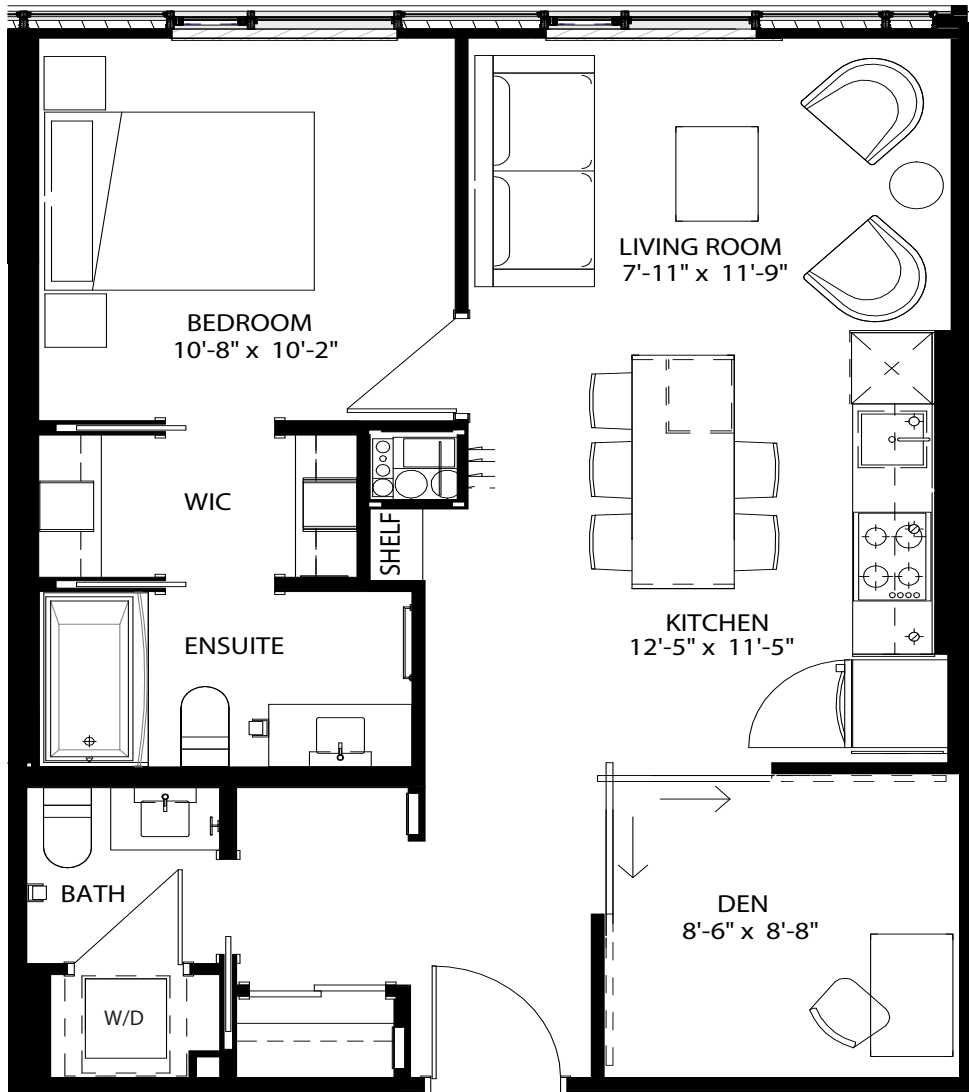 LIVING ROOM
7'-11" x 11'-9"
BEDROOM
10'-8" x 10'-2"
WIC
SHELF
KITCHEN
12'-5" x 11'-5"
ENSUITE
BATH
DEN
8'-6" x 8'-8"
W/D